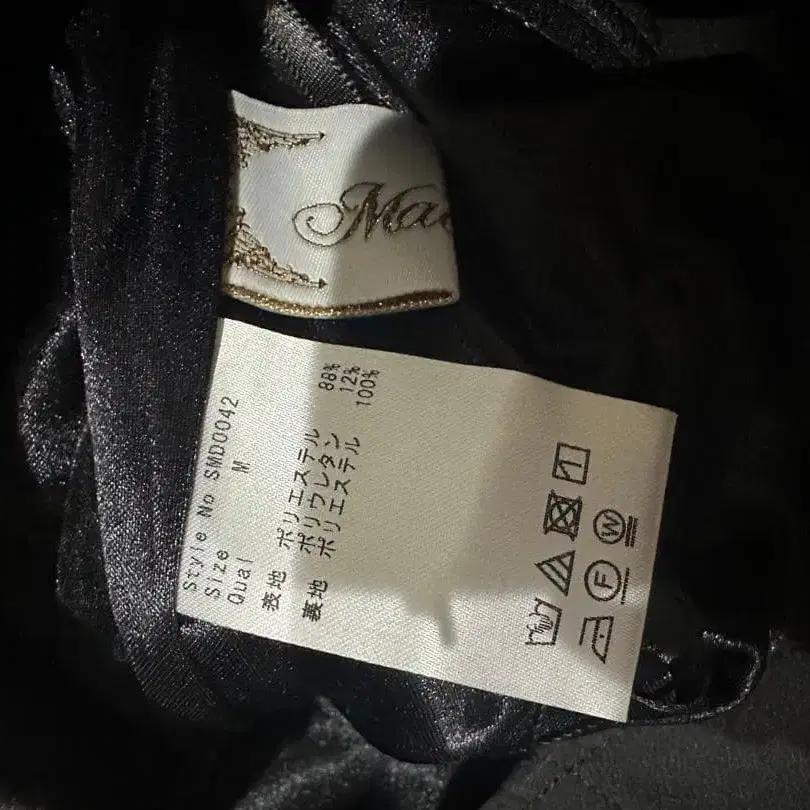 Mad
Style No SMD0042
Size M
Qual
表地 ポリエステル 88%
ポリウレタン 12%
裏地 ポリエステル 100%
W
F